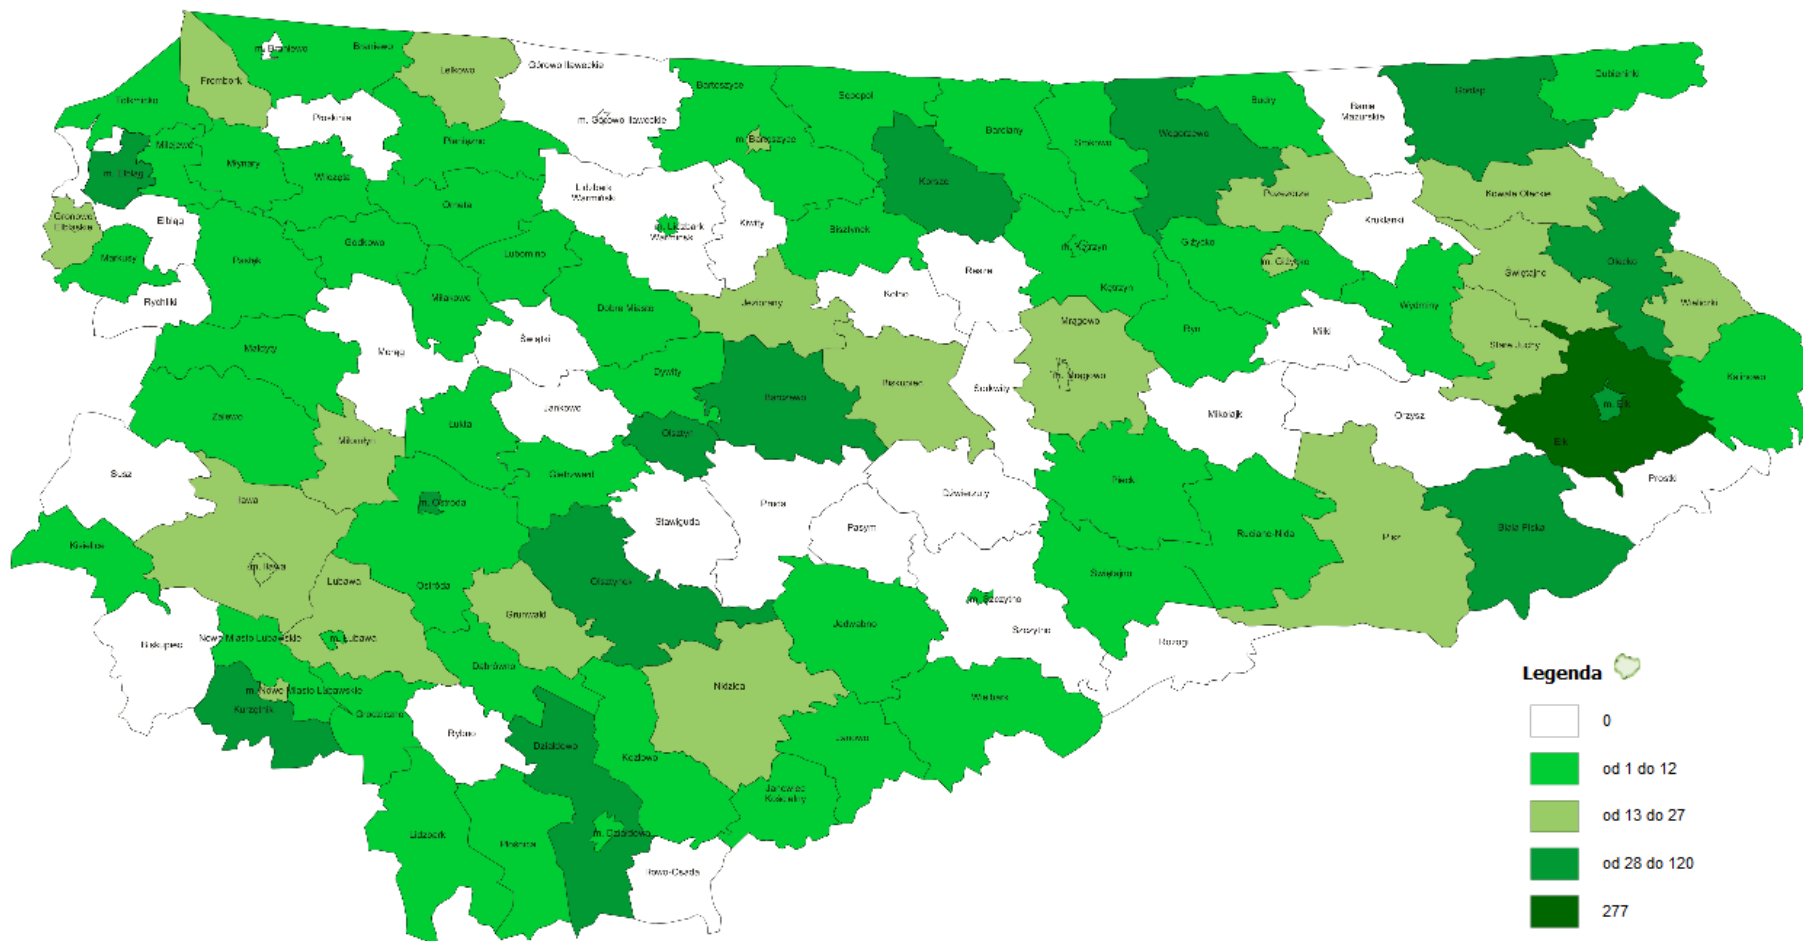 m. Braniewo
Braniewo
Lelkowo
Górowo Iławeckie
Frombork
Tolkmicko
Płoskinia
m. Górowo Iławeckie
Bartoszyce
Sępopol
Barciany
Srokowo
Węgorzewo
Budry
Banie
Mazurskie
Gołdap
Dubeninki
Milejewo
Młynary
Wilczęta
Pieniężno
m. Bartoszyce
Korsze
m. Elbląg
Lidzbark
Warmiński
Orneta
Kiwity
Pozezdrze
Kowale Oleckie
Gronowo
Elbląskie
Elbląg
Godkowo
m. Lidzbark
Warmiński
Bisztynek
m. Kętrzyn
Giżycko
Kruklanki
Markusy
Pasłęk
Lubomino
m. Giżycko
Olecko
Świętajno
Rychliki
Miłakowo
Dobre Miasto
Jeziorany
Kolno
Reszel
Kętrzyn
Wydminy
Wieliczki
Małdyty
Morąg
Świątki
Mrągowo
Ryn
Miłki
Stare Juchy
Zalewo
Dywity
Barczewo
Biskupiec
Sorkwity
m. Mrągowo
Kalinowo
Łukta
Jonkowo
Mikołajki
Orzysz
m. Ełk
Miłomłyn
Olsztyn
Ełk
Susz
Iława
m. Ostróda
Gietrzwałd
Purda
Dźwierzuty
Piecki
Prostki
Stawiguda
Pasym
Ruciane-Nida
Pisz
Biała Piska
Kisielice
m. Iława
Lubawa
Ostróda
Olsztynek
Świętajno
Grunwald
m. Szczytno
Biskupiec
Nowe Miasto Lubawskie
m. Lubawa
Jedwabno
Szczytno
Rozogi
Dąbrówno
m. Nowe Miasto Lubawskie
Nidzica
Wielbark
Kurzętnik
Grodziczno
Rybno
Działdowo
Kozłowo
Janowo
Janowiec
Kościelny
Lidzbark
Płośnica
m. Działdowo
Iłowo-Osada
Legenda
0
od 1 do 12
od 13 do 27
od 28 do 120
277